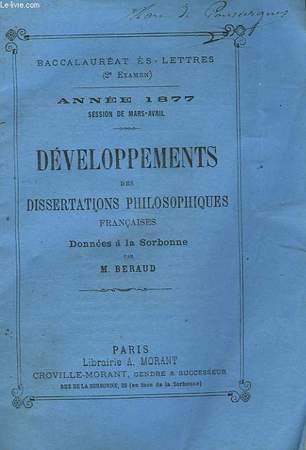 BACCALAURÉAT ÈS-LETTRES
(2e EXAMEN)
ANNÉE 1877
SESSION DE MARS-AVRIL
DÉVELOPPEMENTS
DES
DISSERTATIONS PHILOSOPHIQUES
FRANÇAISES
Données à la Sorbonne
PAR
M. BERAUD
PARIS
Librairie A. MORANT
CROVILLE-MORANT, GENDRE & SUCCESSEUR
RUE DE LA SORBONNE, 20 (en face de la Sorbonne)